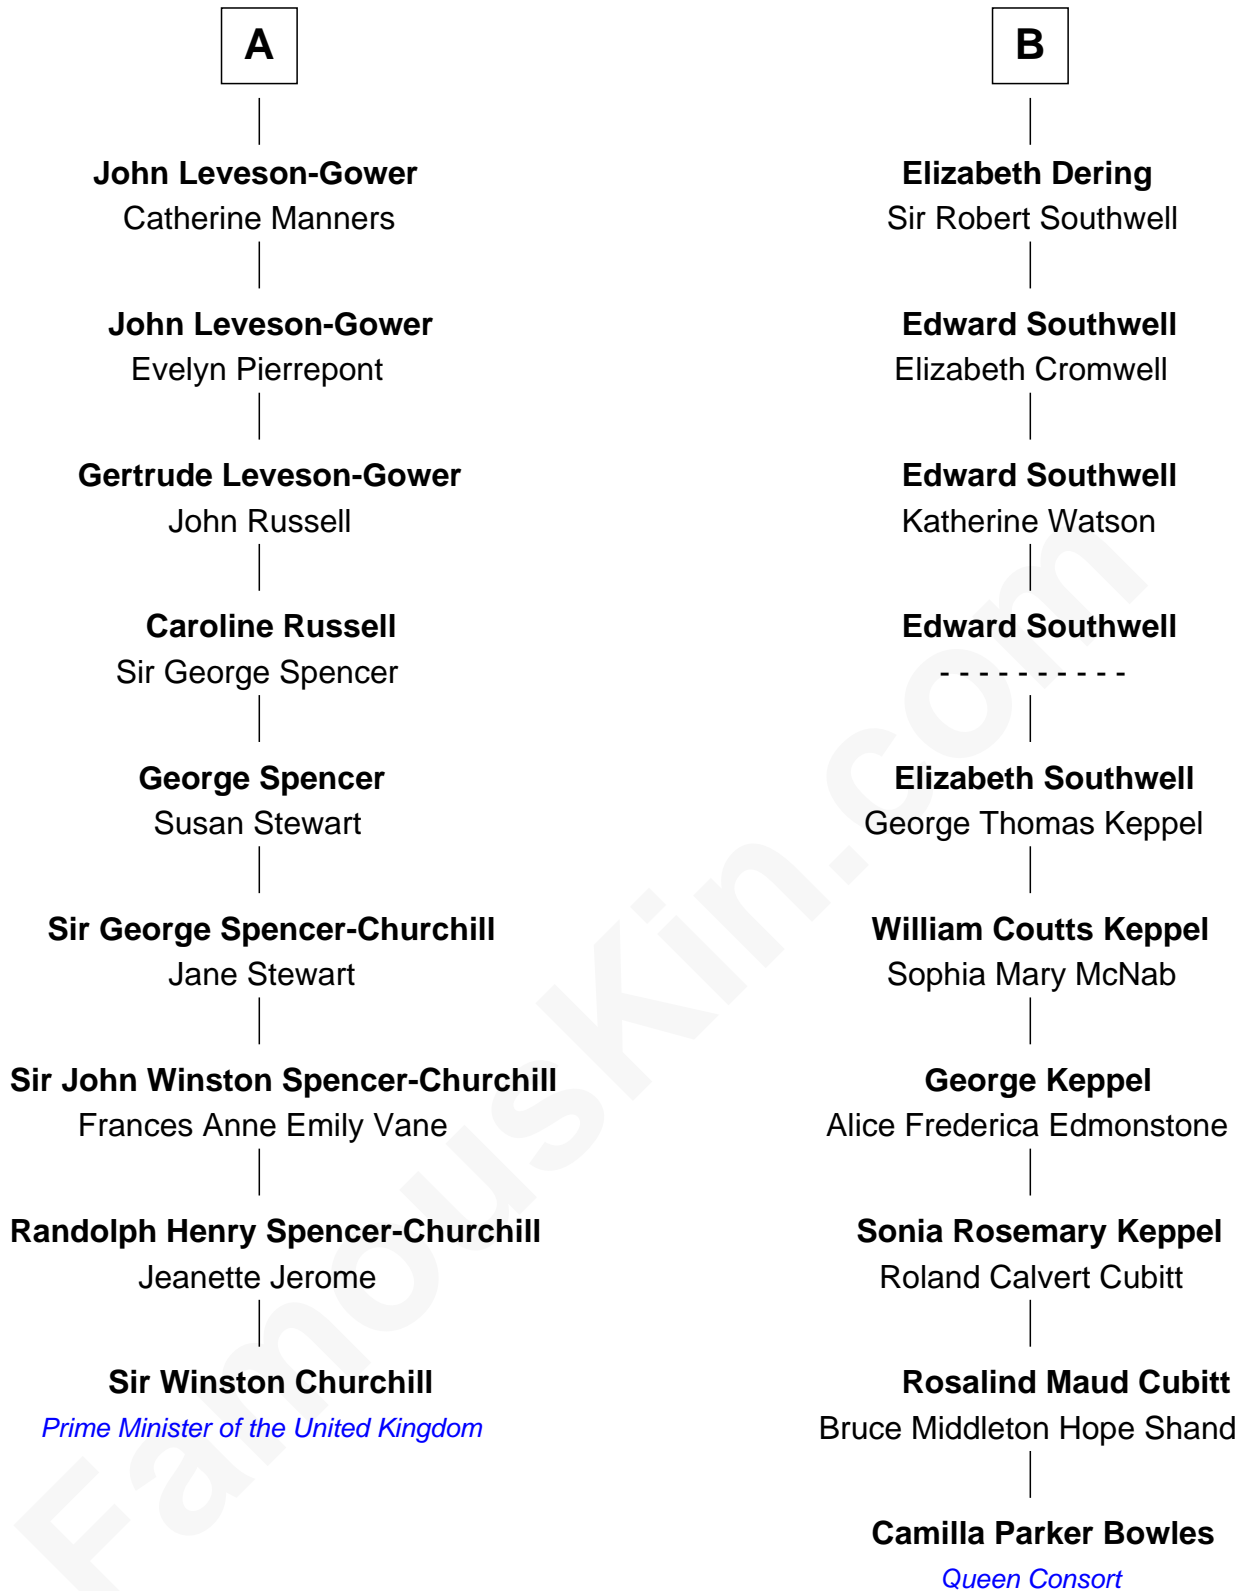 A
John Leveson-Gower
Catherine Manners
John Leveson-Gower
Evelyn Pierrepont
Gertrude Leveson-Gower
John Russell
Caroline Russell
Sir George Spencer
George Spencer
Susan Stewart
Sir George Spencer-Churchill
Jane Stewart
Sir John Winston Spencer-Churchill
Frances Anne Emily Vane
Randolph Henry Spencer-Churchill
Jeanette Jerome
Sir Winston Churchill
Prime Minister of the United Kingdom
B
Elizabeth Dering
Sir Robert Southwell
Edward Southwell
Elizabeth Cromwell
Edward Southwell
Katherine Watson
Edward Southwell
- - - - - - - - - -
Elizabeth Southwell
George Thomas Keppel
William Coutts Keppel
Sophia Mary McNab
George Keppel
Alice Frederica Edmonstone
Sonia Rosemary Keppel
Roland Calvert Cubitt
Rosalind Maud Cubitt
Bruce Middleton Hope Shand
Camilla Parker Bowles
Queen Consort
FamousKin.com